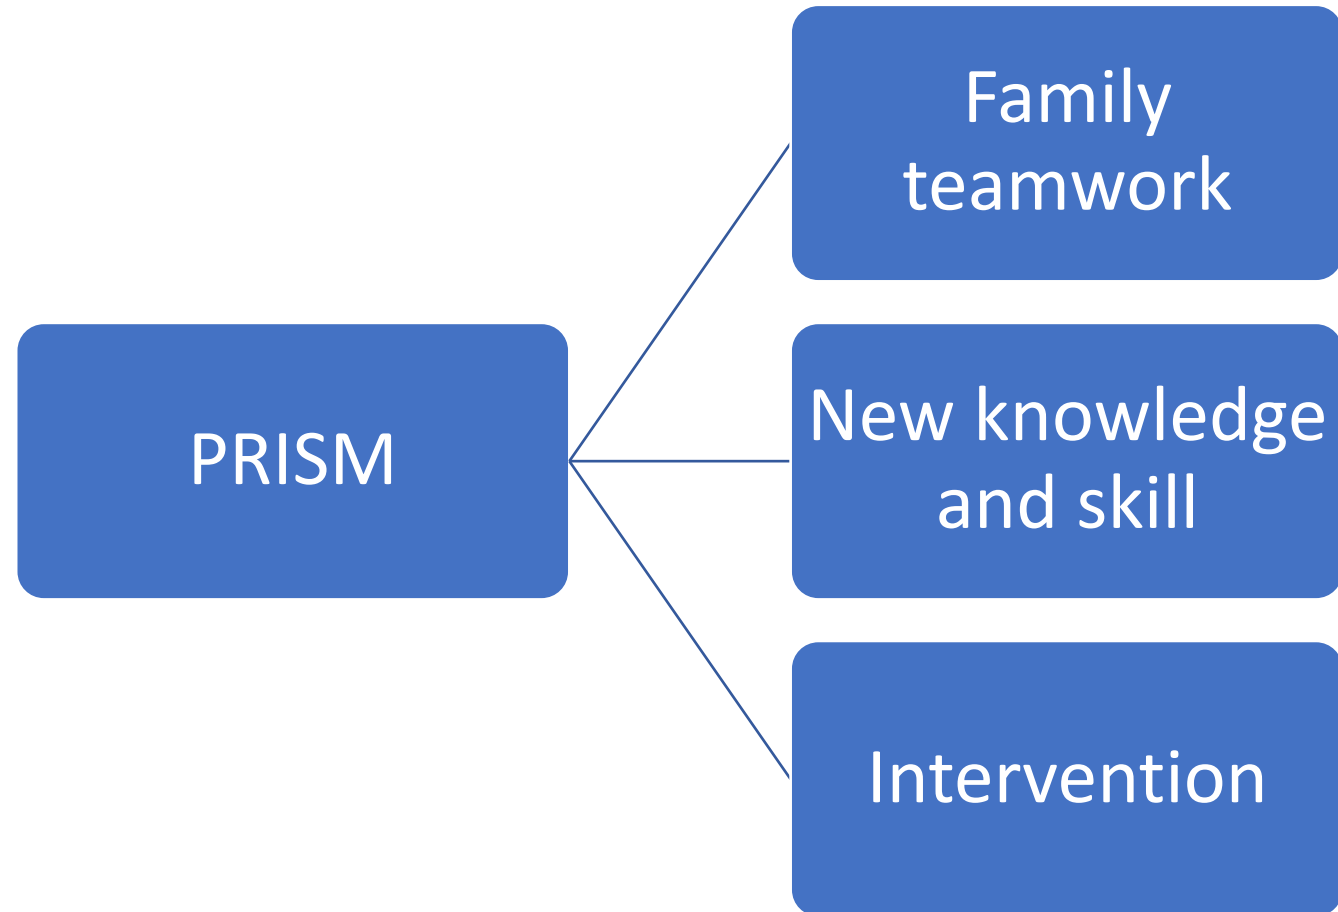 PRISM
Family
teamwork
New knowledge
and skill
Intervention